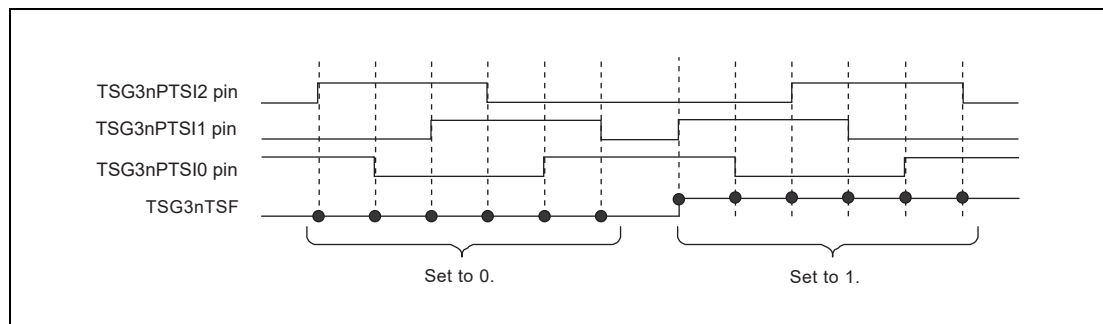 TSG3nPTSI2 pin
TSG3nPTSI1 pin
TSG3nPTSI0 pin
TSG3nTSF
Set to 0. Set to 1.